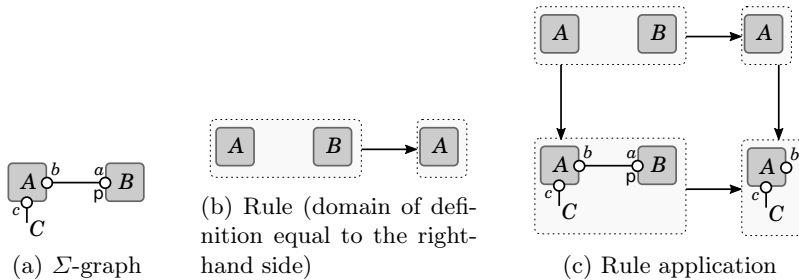 A B A
A b a B
c p
C
(a) Σ-graph
A B A
(b) Rule (domain of defi-
nition equal to the right-
hand side)
A B A
A b a B A b
c p c
C C
(c) Rule application